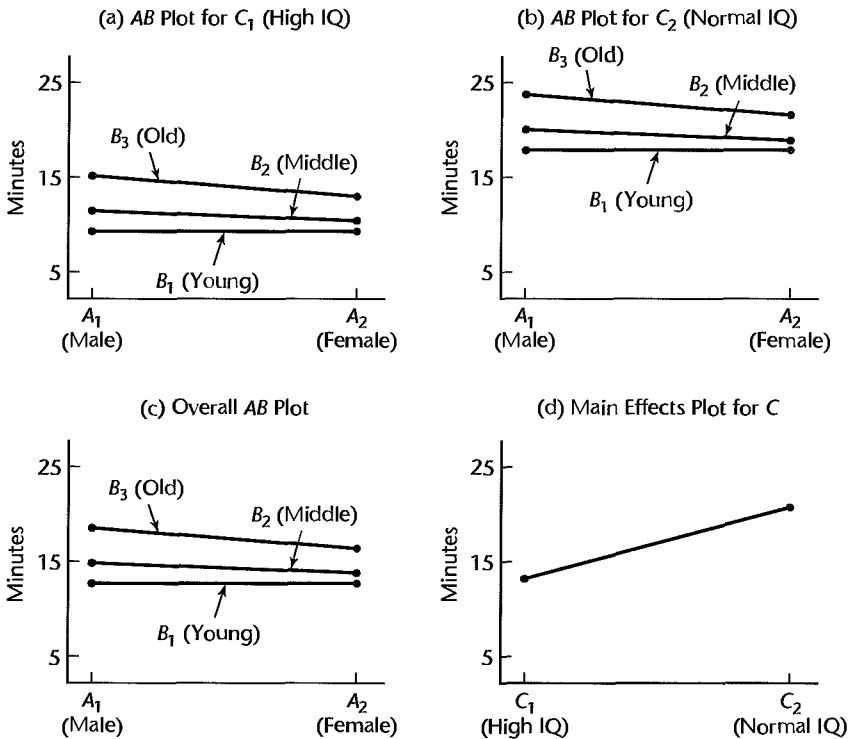 (a) AB Plot for C₁ (High IQ)
25
15
5
Minutes
B₃ (Old)
B₂ (Middle)
B₁ (Young)
A₁
(Male)
A₂
(Female)
(b) AB Plot for C₂ (Normal IQ)
25
15
5
Minutes
B₃ (Old)
B₂ (Middle)
B₁ (Young)
A₁
(Male)
A₂
(Female)
(c) Overall AB Plot
25
15
5
Minutes
B₃ (Old)
B₂ (Middle)
B₁ (Young)
A₁
(Male)
A₂
(Female)
(d) Main Effects Plot for C
25
15
5
Minutes
C₁
(High IQ)
C₂
(Normal IQ)